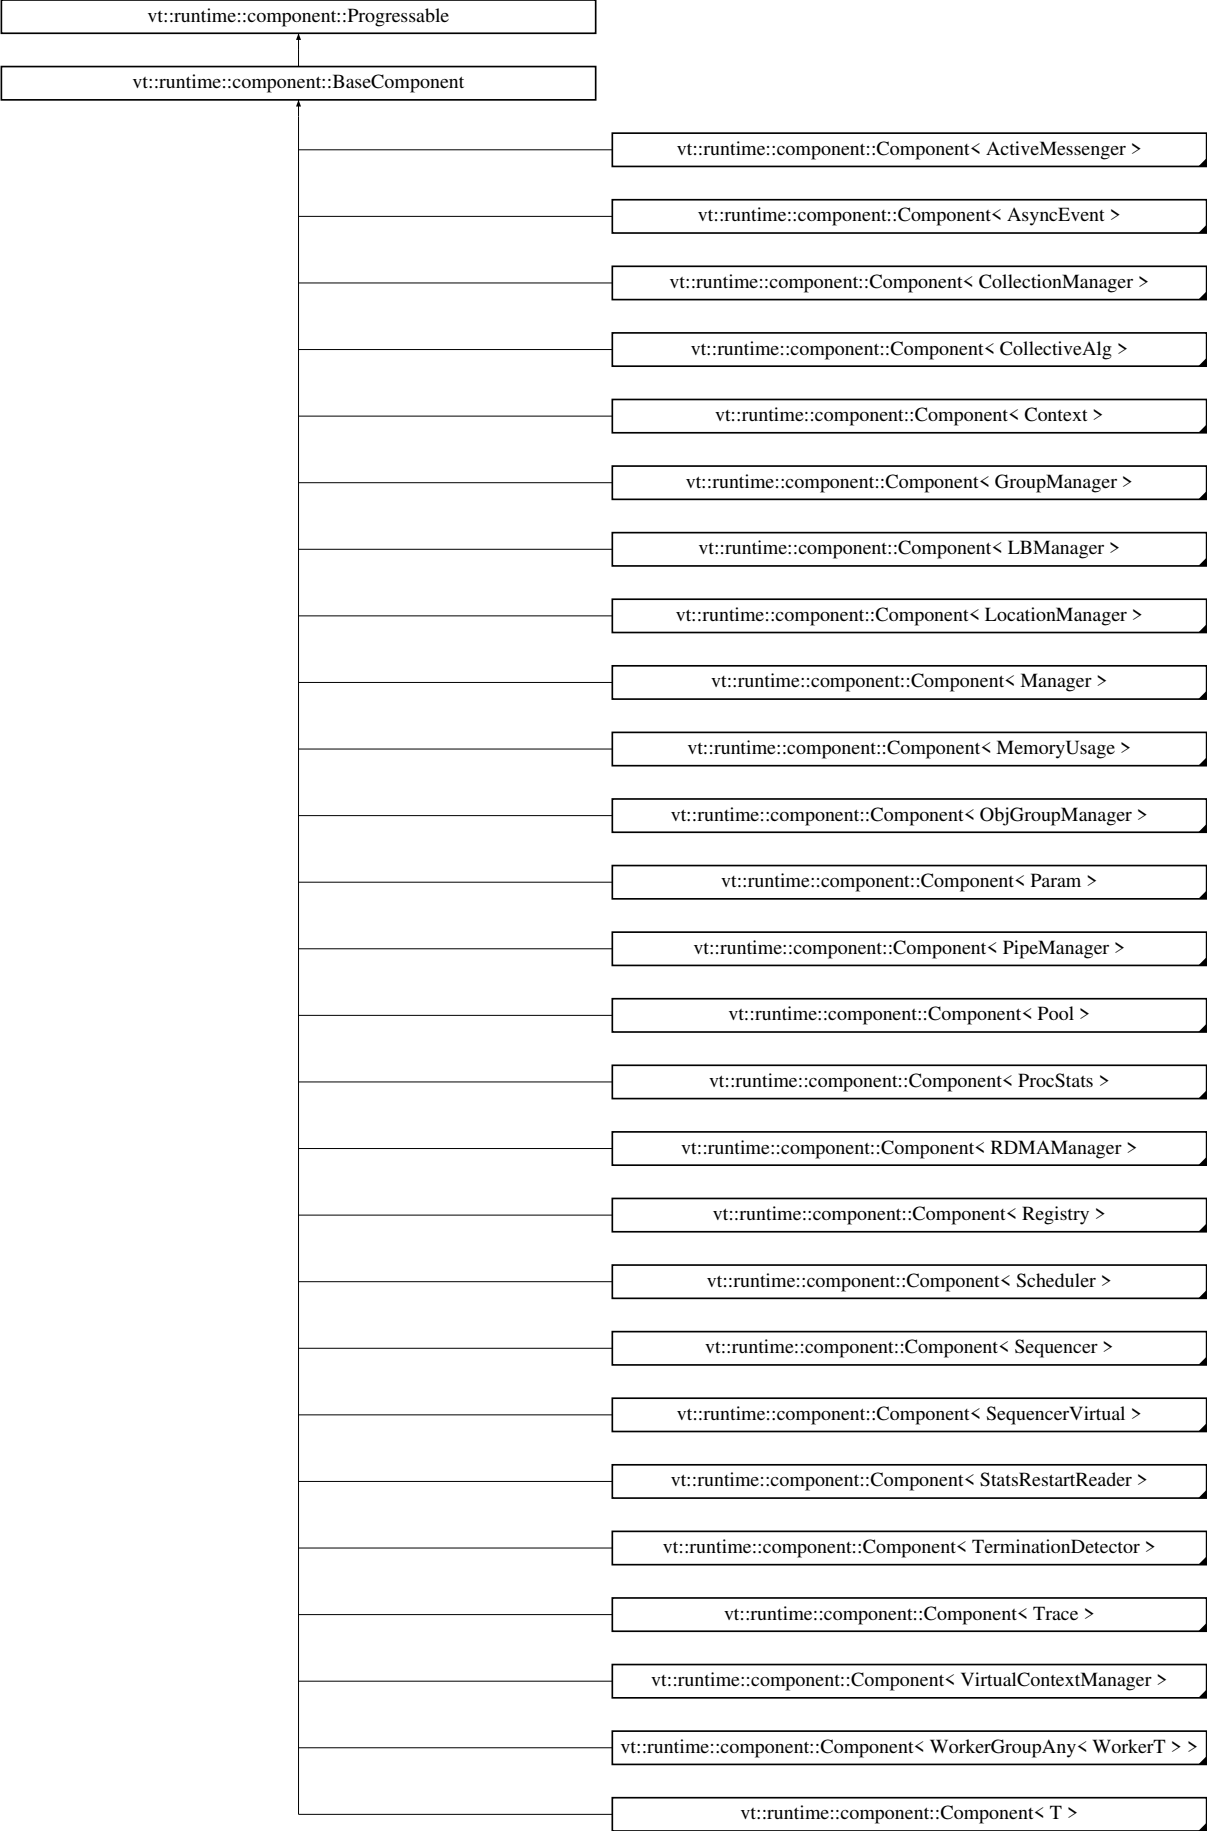 vt::runtime::component::Progressable
vt::runtime::component::BaseComponent
vt::runtime::component::Component< ActiveMessenger >
vt::runtime::component::Component< AsyncEvent >
vt::runtime::component::Component< CollectionManager >
vt::runtime::component::Component< CollectiveAlg >
vt::runtime::component::Component< Context >
vt::runtime::component::Component< GroupManager >
vt::runtime::component::Component< LBManager >
vt::runtime::component::Component< LocationManager >
vt::runtime::component::Component< Manager >
vt::runtime::component::Component< MemoryUsage >
vt::runtime::component::Component< ObjGroupManager >
vt::runtime::component::Component< Param >
vt::runtime::component::Component< PipeManager >
vt::runtime::component::Component< Pool >
vt::runtime::component::Component< ProcStats >
vt::runtime::component::Component< RDMAManager >
vt::runtime::component::Component< Registry >
vt::runtime::component::Component< Scheduler >
vt::runtime::component::Component< Sequencer >
vt::runtime::component::Component< SequencerVirtual >
vt::runtime::component::Component< StatsRestartReader >
vt::runtime::component::Component< TerminationDetector >
vt::runtime::component::Component< Trace >
vt::runtime::component::Component< VirtualContextManager >
vt::runtime::component::Component< WorkerGroupAny< WorkerT > >
vt::runtime::component::Component< T >